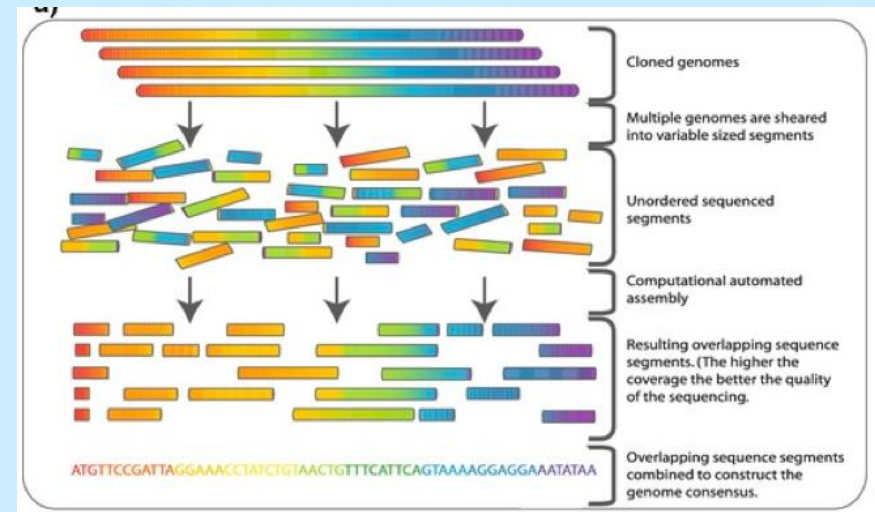 a)
Cloned genomes
Multiple genomes are sheared
into variable sized segments
Unordered sequenced
segments
Computational automated
assembly
Resulting overlapping sequence
segments. (The higher the
coverage the better the quality
of the sequencing.
ATGTTCCGATTAGGAAACCTATCTGTAACTGTTTCATTCAGTAAAAGGAGGAAATATAA
Overlapping sequence segments
combined to construct the
genome consensus.